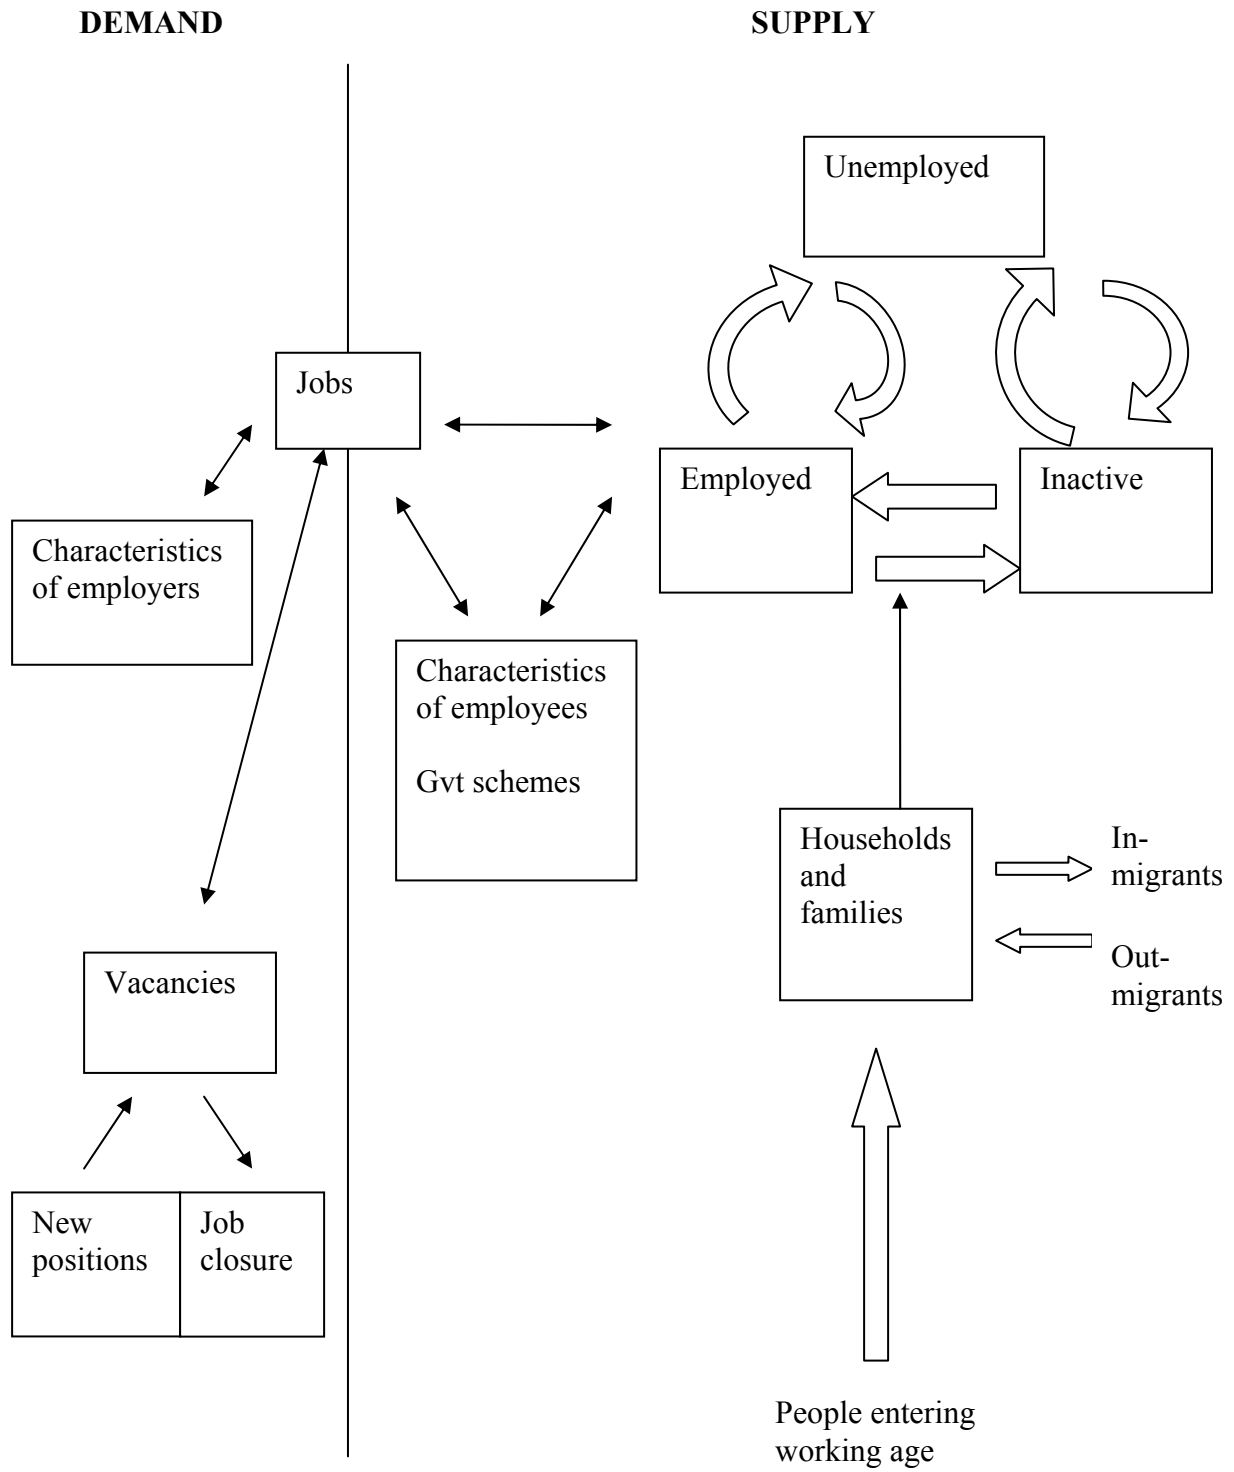 DEMAND
SUPPLY
Unemployed
Jobs
Employed
Inactive
Characteristics
of employers
Characteristics
of employees
Gvt schemes
Households
and
families
In-
migrants
Out-
migrants
Vacancies
New
positions
Job
closure
People entering
working age